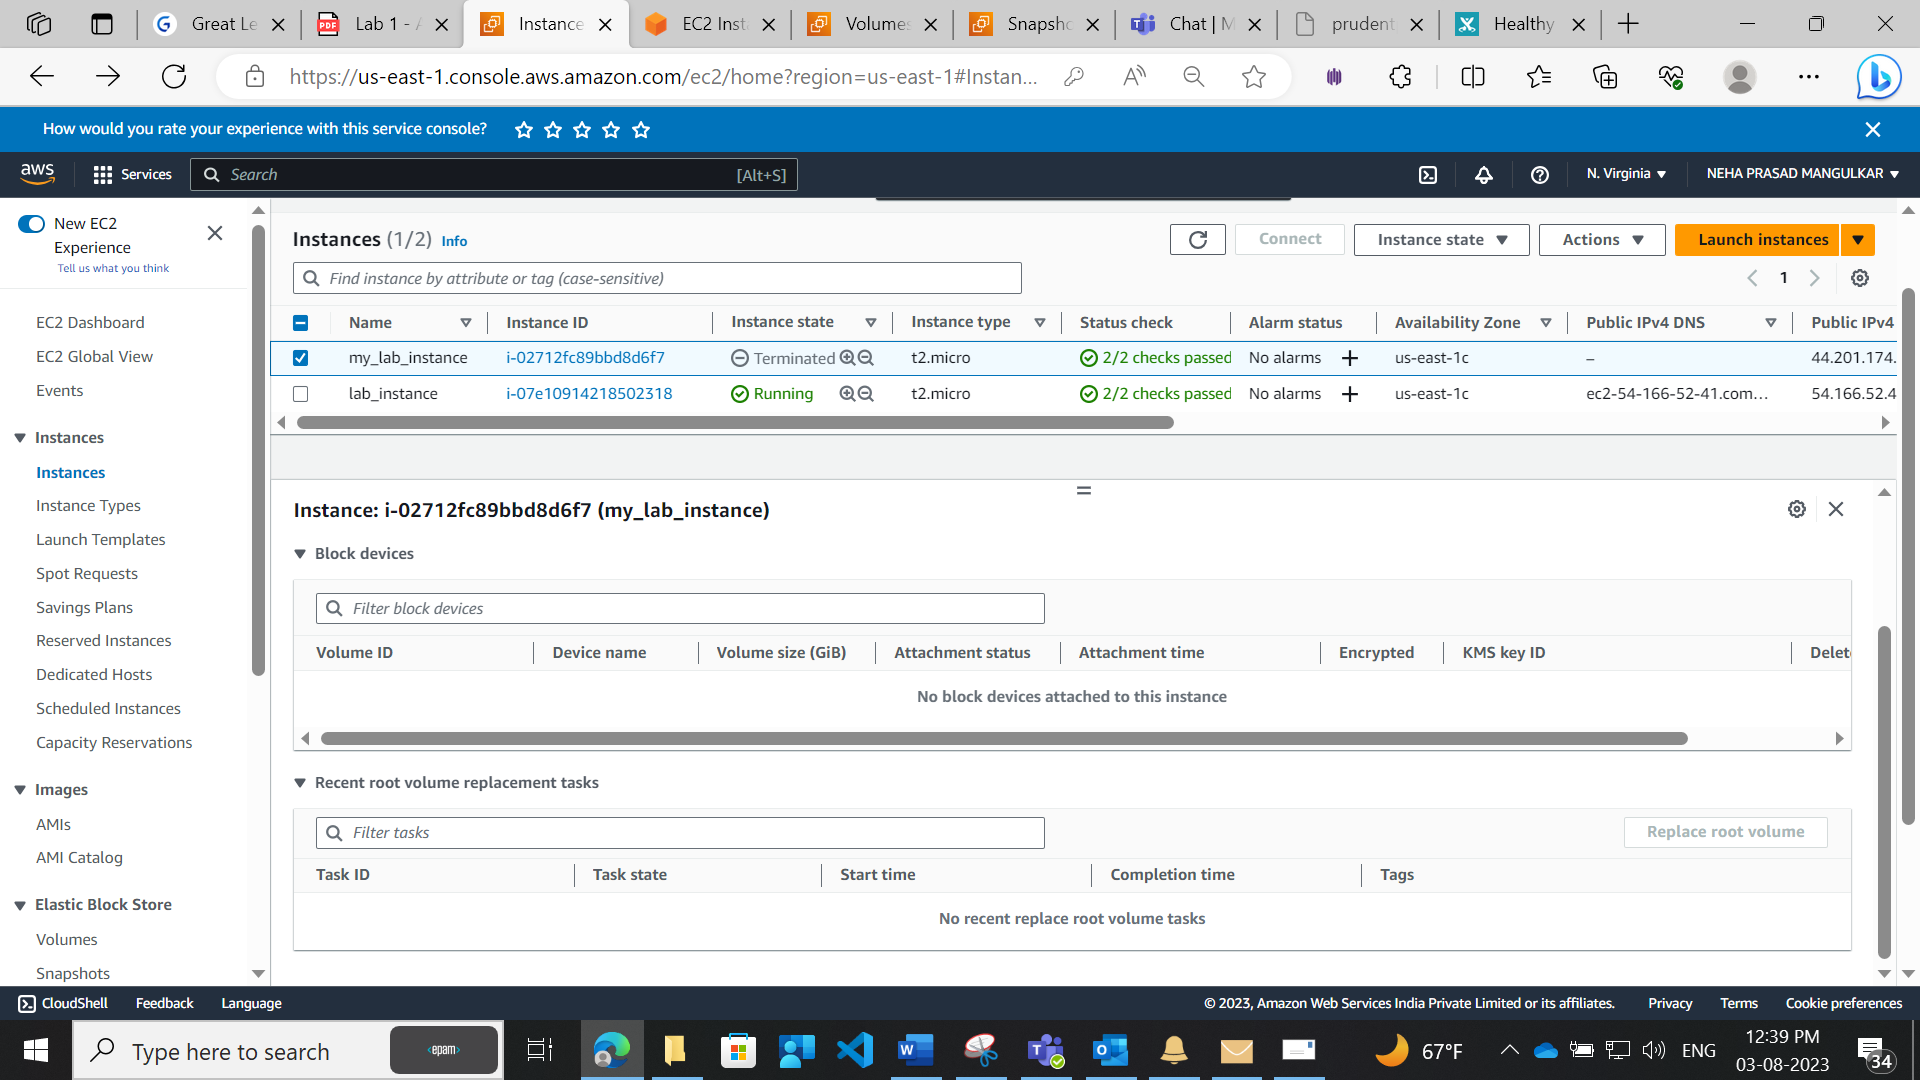 Great Le
Lab 1 - A
Instance
EC2 Inst
Volumes
Snapsho
Chat | M
prudent
Healthy
https://us-east-1.console.aws.amazon.com/ec2/home?region=us-east-1#Instan...
How would you rate your experience with this service console?
aws
Services
Search
[Alt+S]
N. Virginia
NEHA PRASAD MANGULKAR
New EC2
Experience
Tell us what you think
EC2 Dashboard
EC2 Global View
Events
Instances
Instances
Instance Types
Launch Templates
Spot Requests
Savings Plans
Reserved Instances
Dedicated Hosts
Scheduled Instances
Capacity Reservations
Images
AMIs
AMI Catalog
Elastic Block Store
Volumes
Snapshots
Instances (1/2) Info
Connect
Instance state
Actions
Launch instances
Find instance by attribute or tag (case-sensitive)
1
Name Instance ID Instance state Instance type Status check Alarm status Availability Zone Public IPv4 DNS Public IPv4
my_lab_instance i-02712fc89bbd8d6f7 Terminated t2.micro 2/2 checks passed No alarms + us-east-1c – 44.201.174.
lab_instance i-07e10914218502318 Running t2.micro 2/2 checks passed No alarms + us-east-1c ec2-54-166-52-41.com... 54.166.52.4
Instance: i-02712fc89bbd8d6f7 (my_lab_instance)
Block devices
Filter block devices
Volume ID Device name Volume size (GiB) Attachment status Attachment time Encrypted KMS key ID Delete
No block devices attached to this instance
Recent root volume replacement tasks
Filter tasks
Replace root volume
Task ID Task state Start time Completion time Tags
No recent replace root volume tasks
CloudShell Feedback Language
© 2023, Amazon Web Services India Private Limited or its affiliates. Privacy Terms Cookie preferences
Type here to search
<epam>
67°F
ENG
12:39 PM
03-08-2023
34